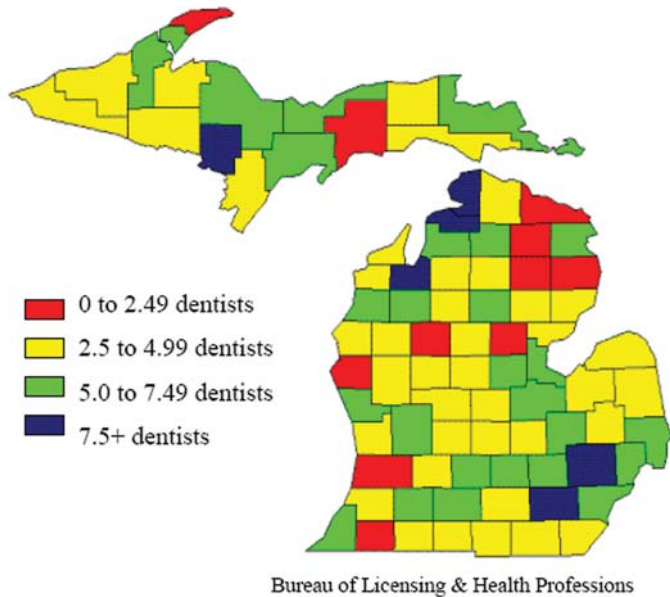 0 to 2.49 dentists
2.5 to 4.99 dentists
5.0 to 7.49 dentists
7.5+ dentists
Bureau of Licensing & Health Professions